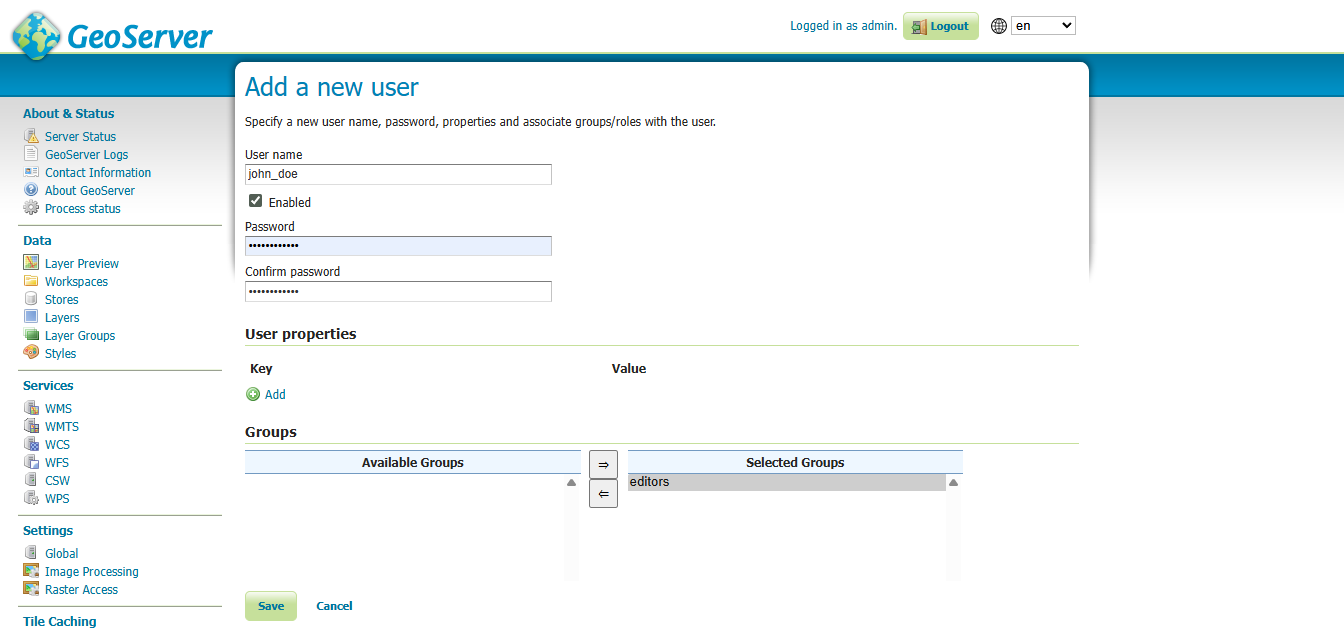 GeoServer
Logged in as admin.
Logout
en
About & Status
Server Status
GeoServer Logs
Contact Information
About GeoServer
Process status
Data
Layer Preview
Workspaces
Stores
Layers
Layer Groups
Styles
Services
WMS
WMTS
WCS
WFS
CSW
WPS
Settings
Global
Image Processing
Raster Access
Tile Caching
Add a new user
Specify a new user name, password, properties and associate groups/roles with the user.
User name
john_doe
Enabled
Password
••••••••••••
Confirm password
••••••••••••
User properties
Key Value
Add
Groups
Available Groups ⇒ Selected Groups
⇐ editors
Save Cancel